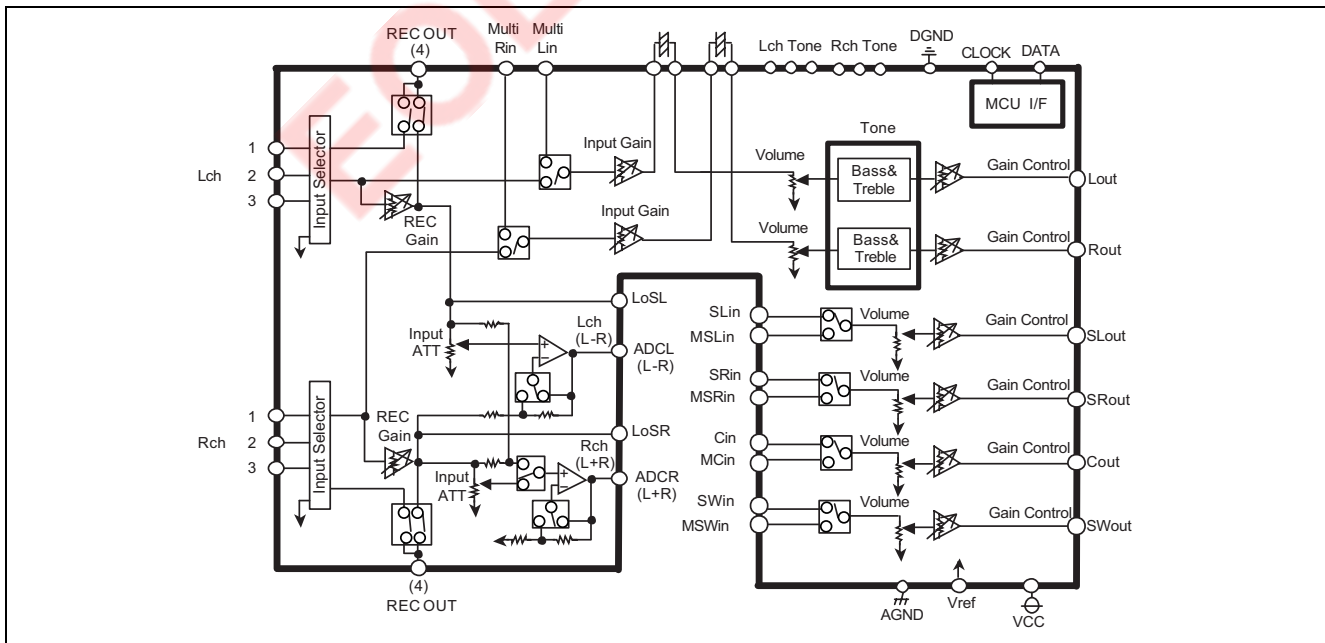 REC OUT
(4)
Multi
Rin
Multi
Lin
Lch Tone
Rch Tone
DGND
CLOCK
DATA
MCU I/F
Lch
1
2
3
Input Selector
REC
Gain
Input Gain
Input Gain
Volume
Volume
Tone
Bass&
Treble
Bass&
Treble
Gain Control
Lout
Gain Control
Rout
LoSL
Input
ATT
Lch
(L-R)
+
−
ADCL
(L-R)
Rch
1
2
3
Input Selector
REC
Gain
LoSR
Rch
(L+R)
Input
ATT
+
−
ADCR
(L+R)
(4)
REC OUT
SLin
MSLin
Volume
Gain Control
SLout
SRin
MSRin
Volume
Gain Control
SRout
Cin
MCin
Volume
Gain Control
Cout
SWin
MSWin
Volume
Gain Control
SWout
AGND
Vref
VCC